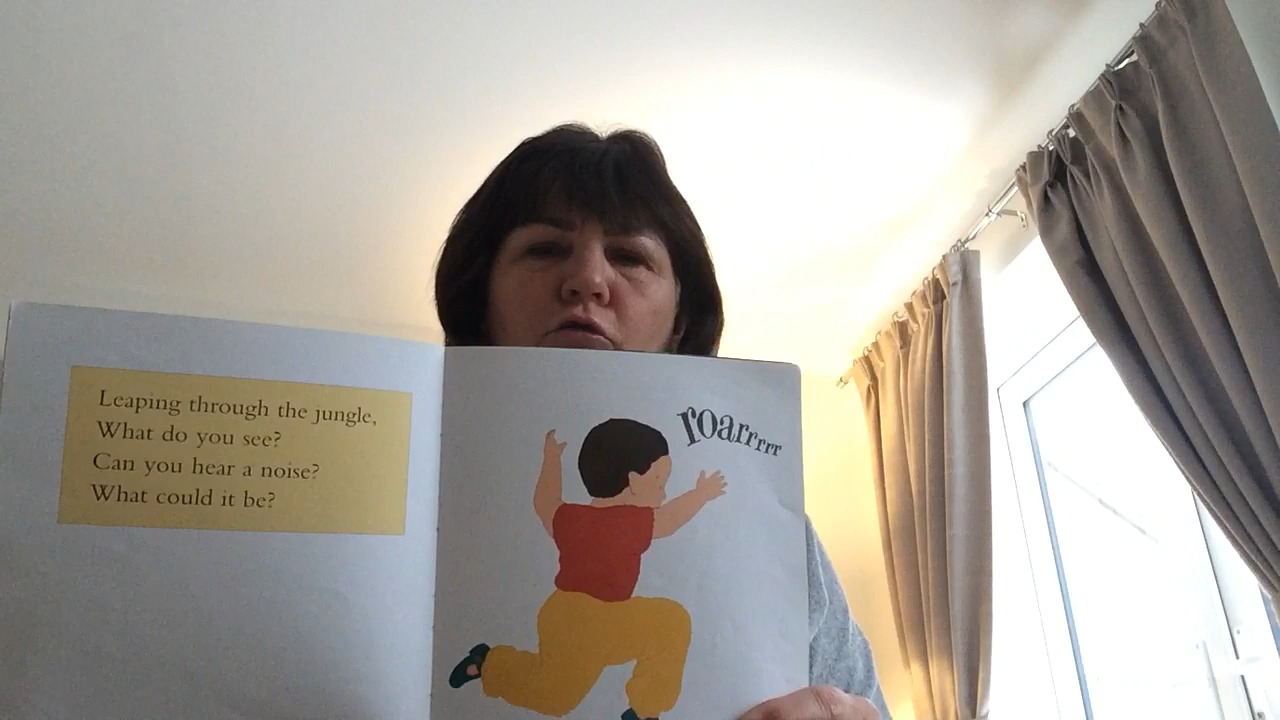 Leaping through the jungle,
What do you see?
Can you hear a noise?
What could it be?
roarrrrr